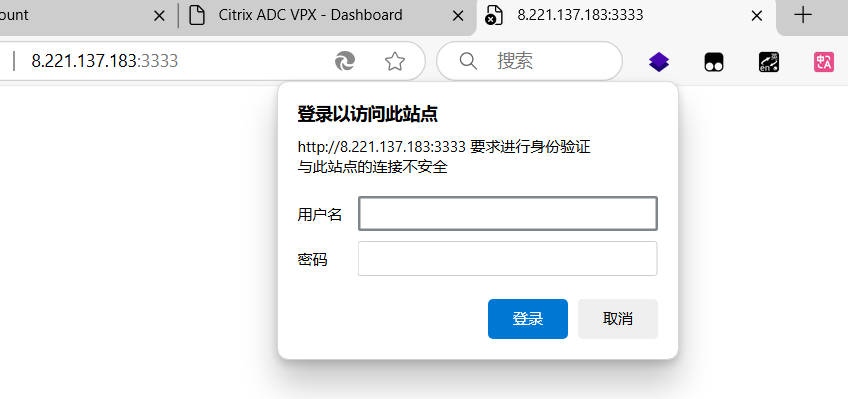 ount
Citrix ADC VPX - Dashboard
8.221.137.183:3333
8.221.137.183:3333
搜索
en
中
A
登录以访问此站点
http://8.221.137.183:3333 要求进行身份验证
与此站点的连接不安全
用户名
密码
登录
取消